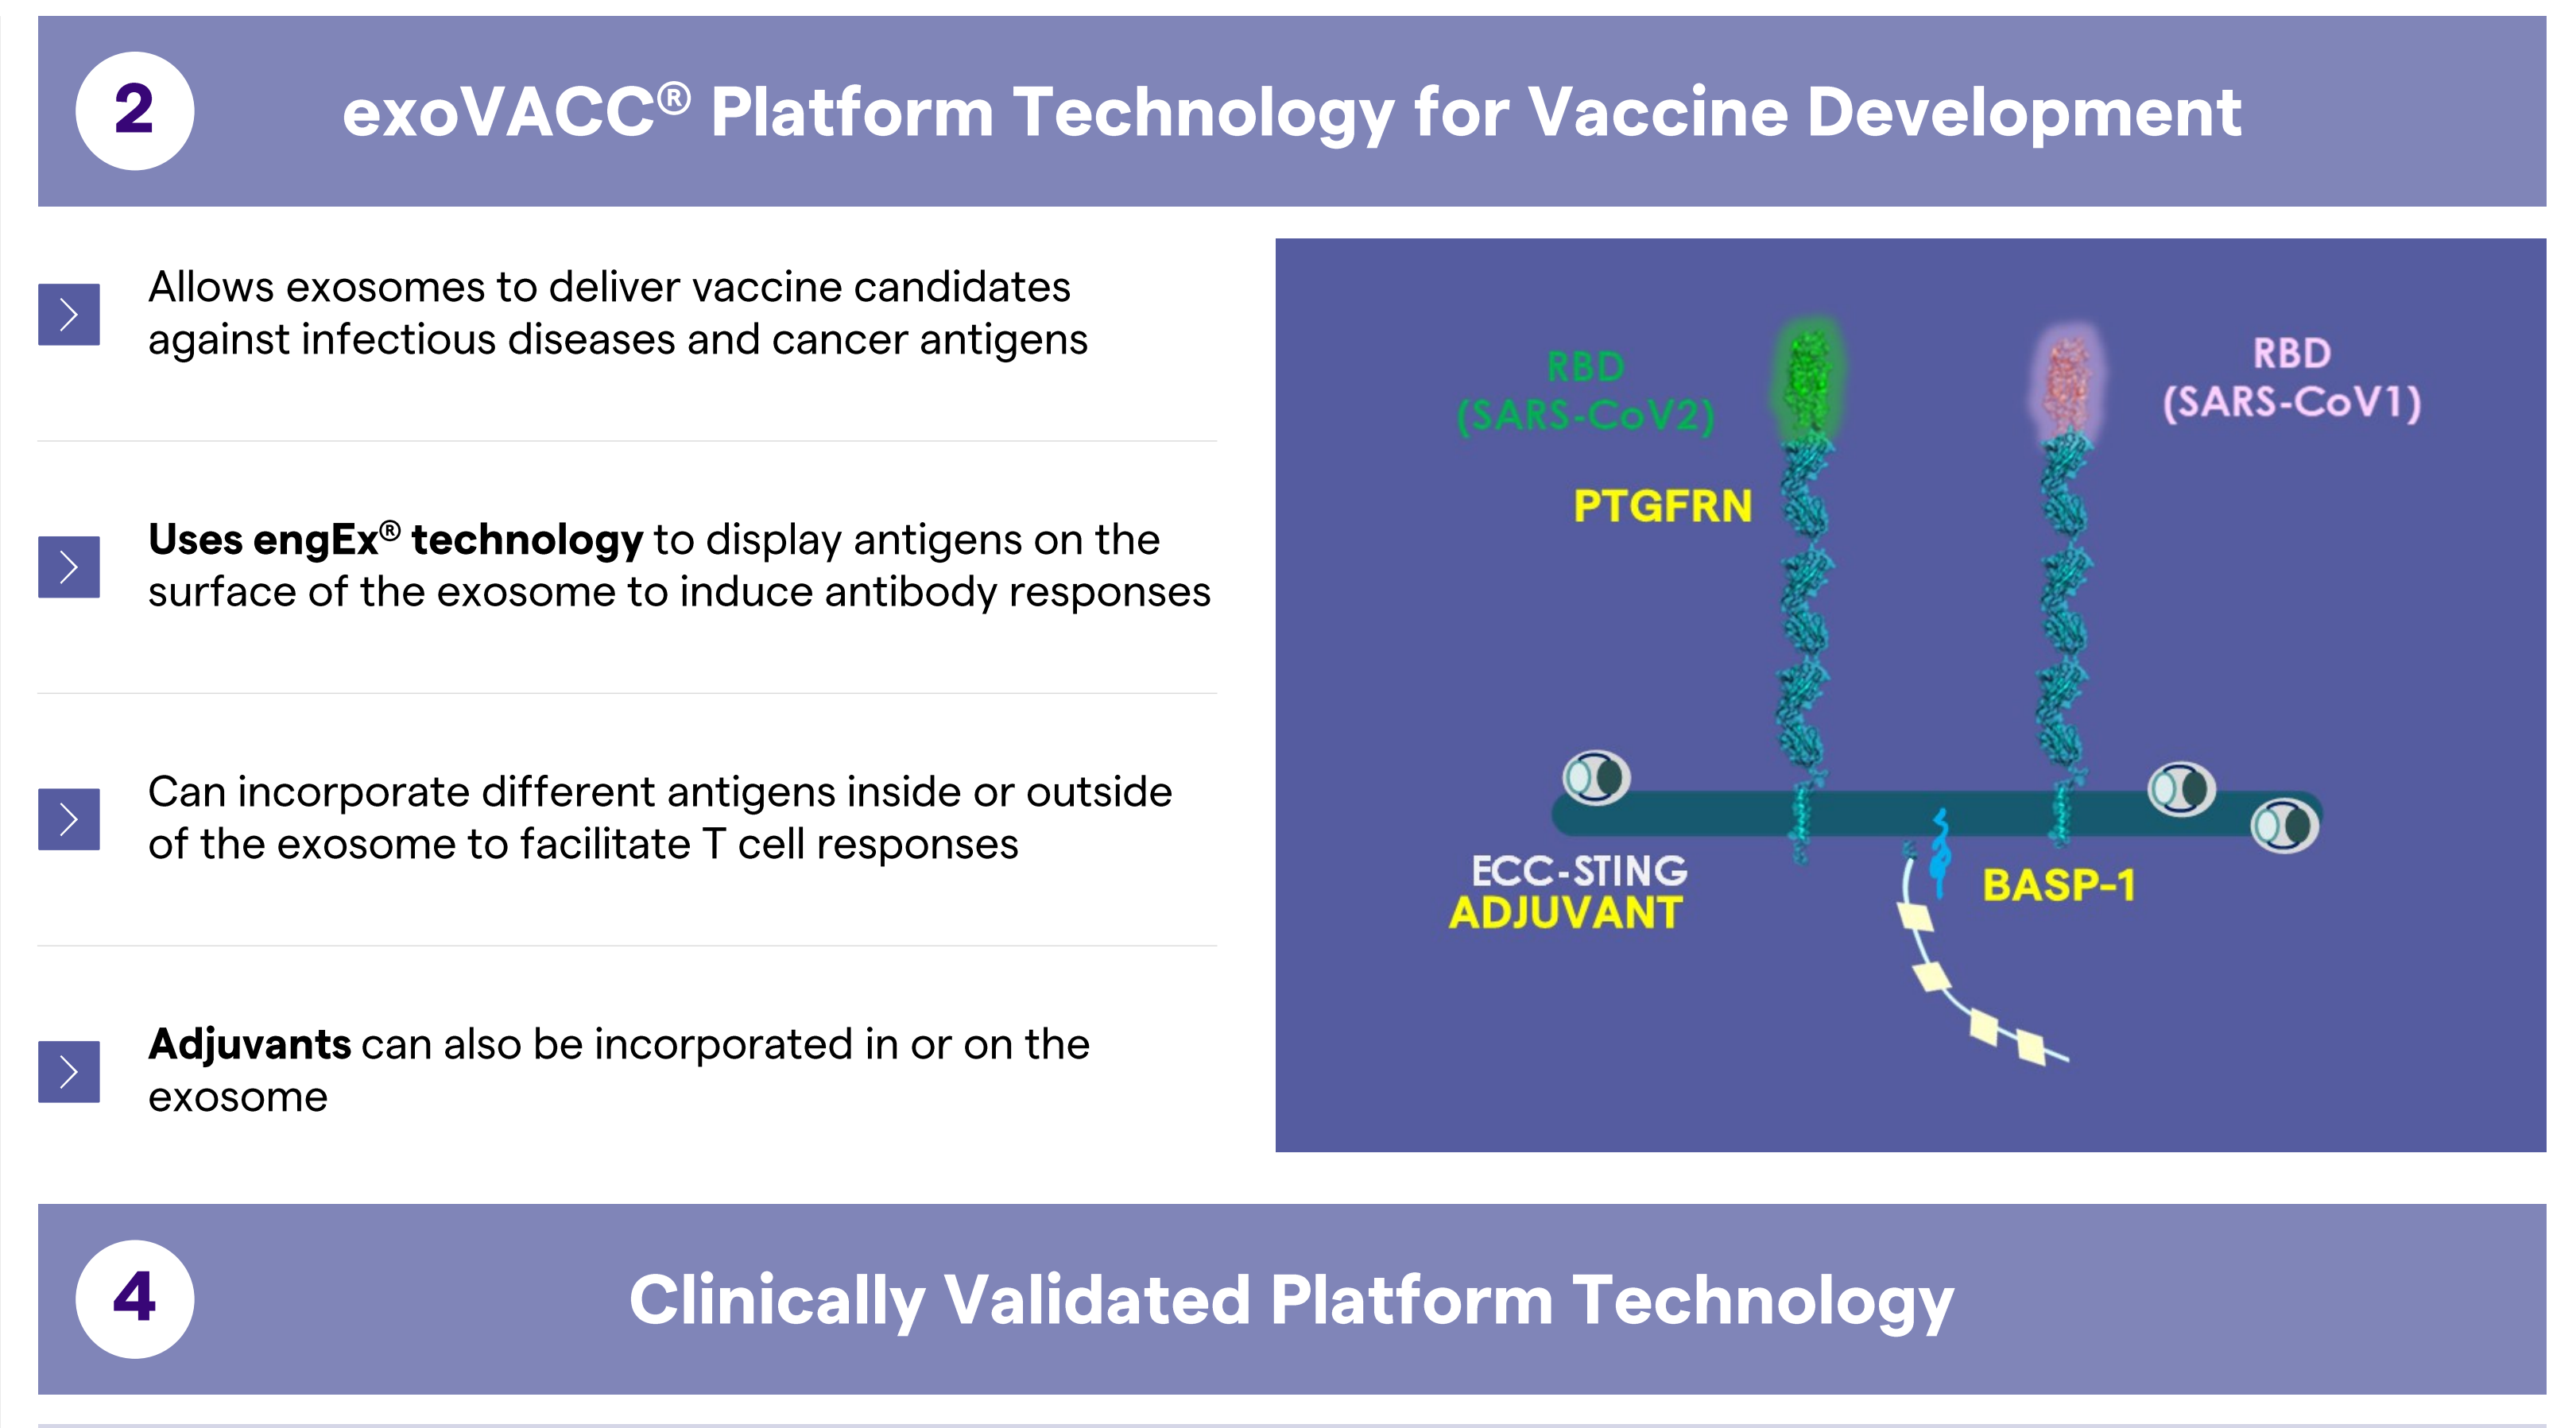 2
exoVACC® Platform Technology for Vaccine Development
Allows exosomes to deliver vaccine candidates
against infectious diseases and cancer antigens
Uses engEx® technology to display antigens on the
surface of the exosome to induce antibody responses
Can incorporate different antigens inside or outside
of the exosome to facilitate T cell responses
Adjuvants can also be incorporated in or on the
exosome
RBD
(SARS-CoV2)
RBD
(SARS-CoV1)
PTGFRN
ECC-STING
ADJUVANT
BASP-1
4
Clinically Validated Platform Technology